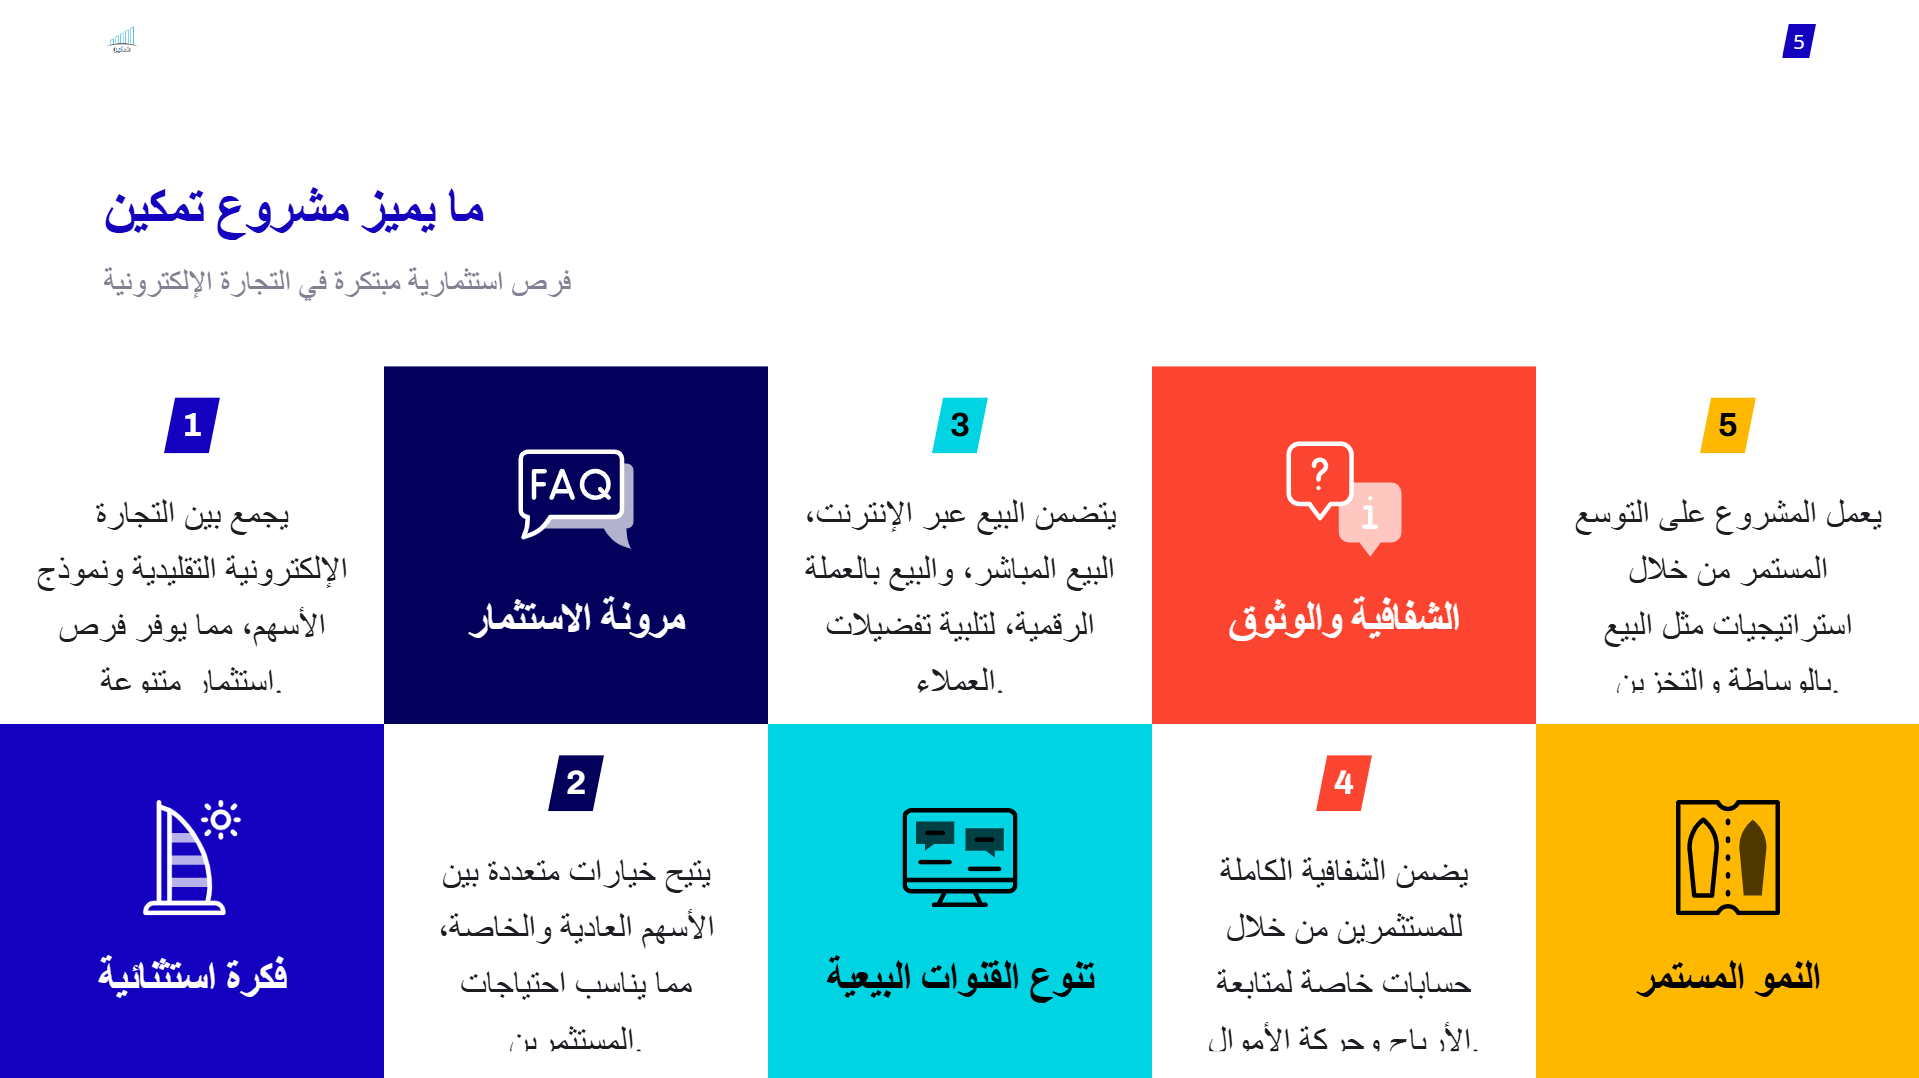 5
ما يميز مشروع تمكين
فرص استثمارية مبتكرة في التجارة الإلكترونية
1
يجمع بين التجارة
الإلكترونية التقليدية ونموذج
الأسهم، مما يوفر فرص
استثمار متنوعة.
فكرة استثنائية
FAQ
مرونة الاستثمار
2
يتيح خيارات متعددة بين
الأسهم العادية والخاصة،
مما يناسب احتياجات
المستثمرين.
3
يتضمن البيع عبر الإنترنت،
البيع المباشر، والبيع بالعملة
الرقمية، لتلبية تفضيلات
العملاء.
تنوع القنوات البيعية
?
i
الشفافية والوثوق
4
يضمن الشفافية الكاملة
للمستثمرين من خلال
حسابات خاصة لمتابعة
الأرباح وحركة الأموال.
5
يعمل المشروع على التوسع
المستمر من خلال
استراتيجيات مثل البيع
بالوساطة والتخزين.
النمو المستمر